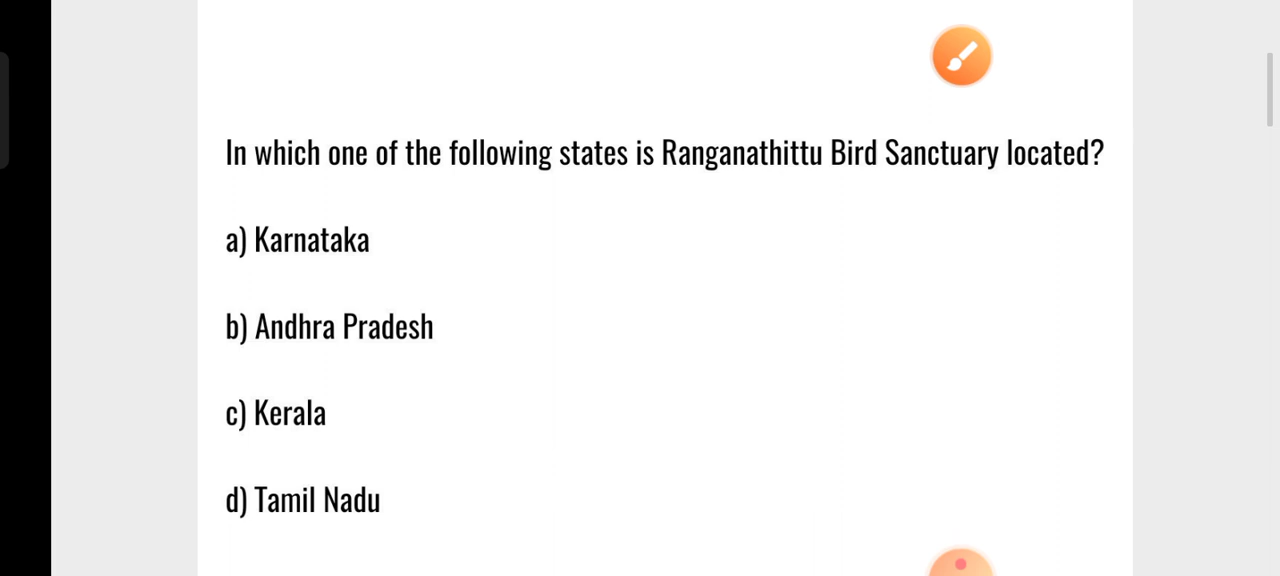 In which one of the following states is Ranganathittu Bird Sanctuary located?
a) Karnataka
b) Andhra Pradesh
c) Kerala
d) Tamil Nadu